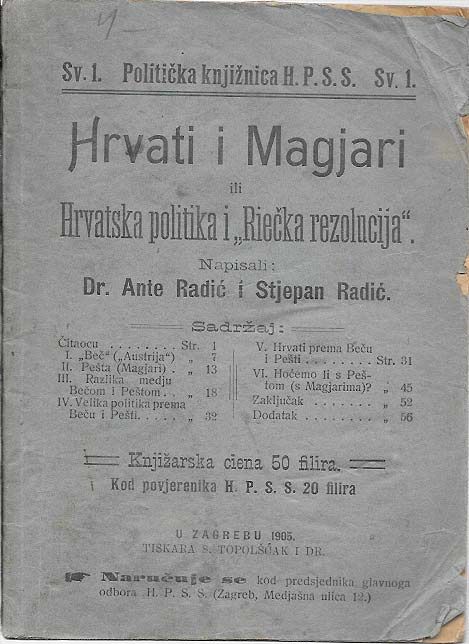 Sv. 1. Politička knjižnica H. P. S. S. Sv. 1.
Hrvati i Magjari
ili
Hrvatska politika i „Riečka rezolucija“.
Napisali:
Dr. Ante Radić i Stjepan Radić.
Sadržaj:
Čitaocu . . . . . . . . Str. 1
I. „Beč“ („Austrija“) „ 7
II. Pešta (Magjari) . „ 13
III. Razlika medju
Bečom i Peštom . . „ 18
IV. Velika politika prema
Beču i Pešti. . . . . „ 32
V. Hrvati prema Beču
i Pešti . . . . . . . . Str. 31
VI. Hoćemo li s Peš-
tom (s Magjarima)? „ 45
Zaključak . . . . . . „ 52
Dodatak . . . . . . . „ 56
Knjižarska ciena 50 filira.
Kod povjerenika H. P. S. S. 20 filira
U ZAGREBU 1905.
TISKARA S. TOPOLŠČAK I DR.
Naručuje se kod predsjednika glavnoga
odbora H. P. S. S. (Zagreb, Medjašna ulica 12.)